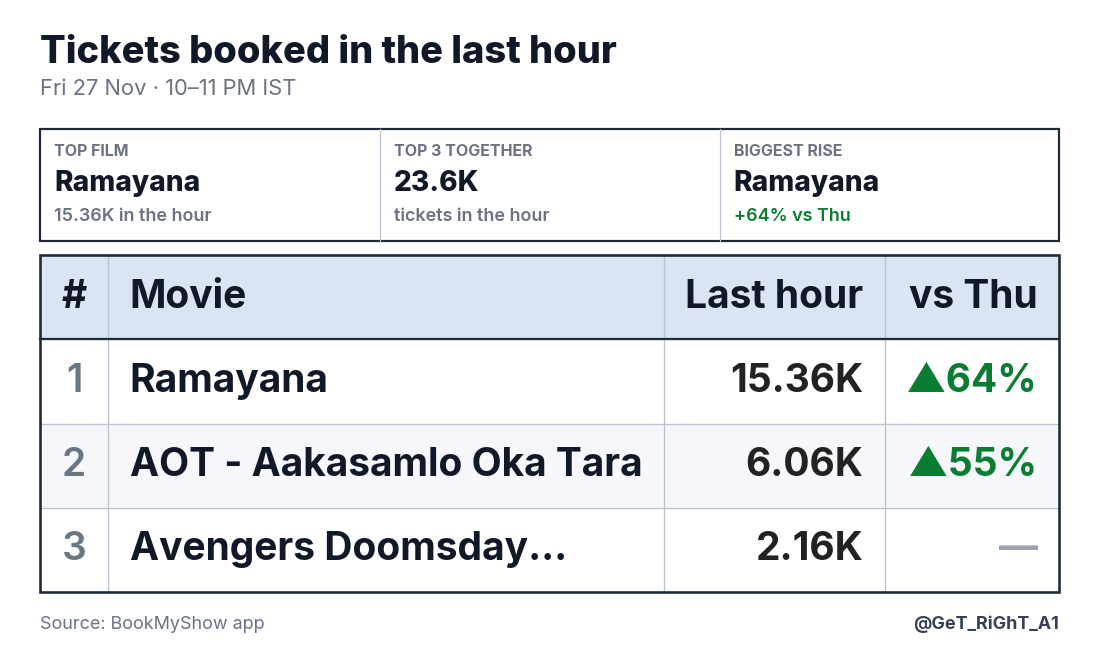 Tickets booked in the last hour
Fri 27 Nov · 10–11 PM IST
TOP FILM
Ramayana
15.36K in the hour
TOP 3 TOGETHER
23.6K
tickets in the hour
BIGGEST RISE
Ramayana
+64% vs Thu
# Movie Last hour vs Thu
1 Ramayana 15.36K ▲64%
2 AOT - Aakasamlo Oka Tara 6.06K ▲55%
3 Avengers Doomsday... 2.16K —
Source: BookMyShow app @GeT_RiGhT_A1